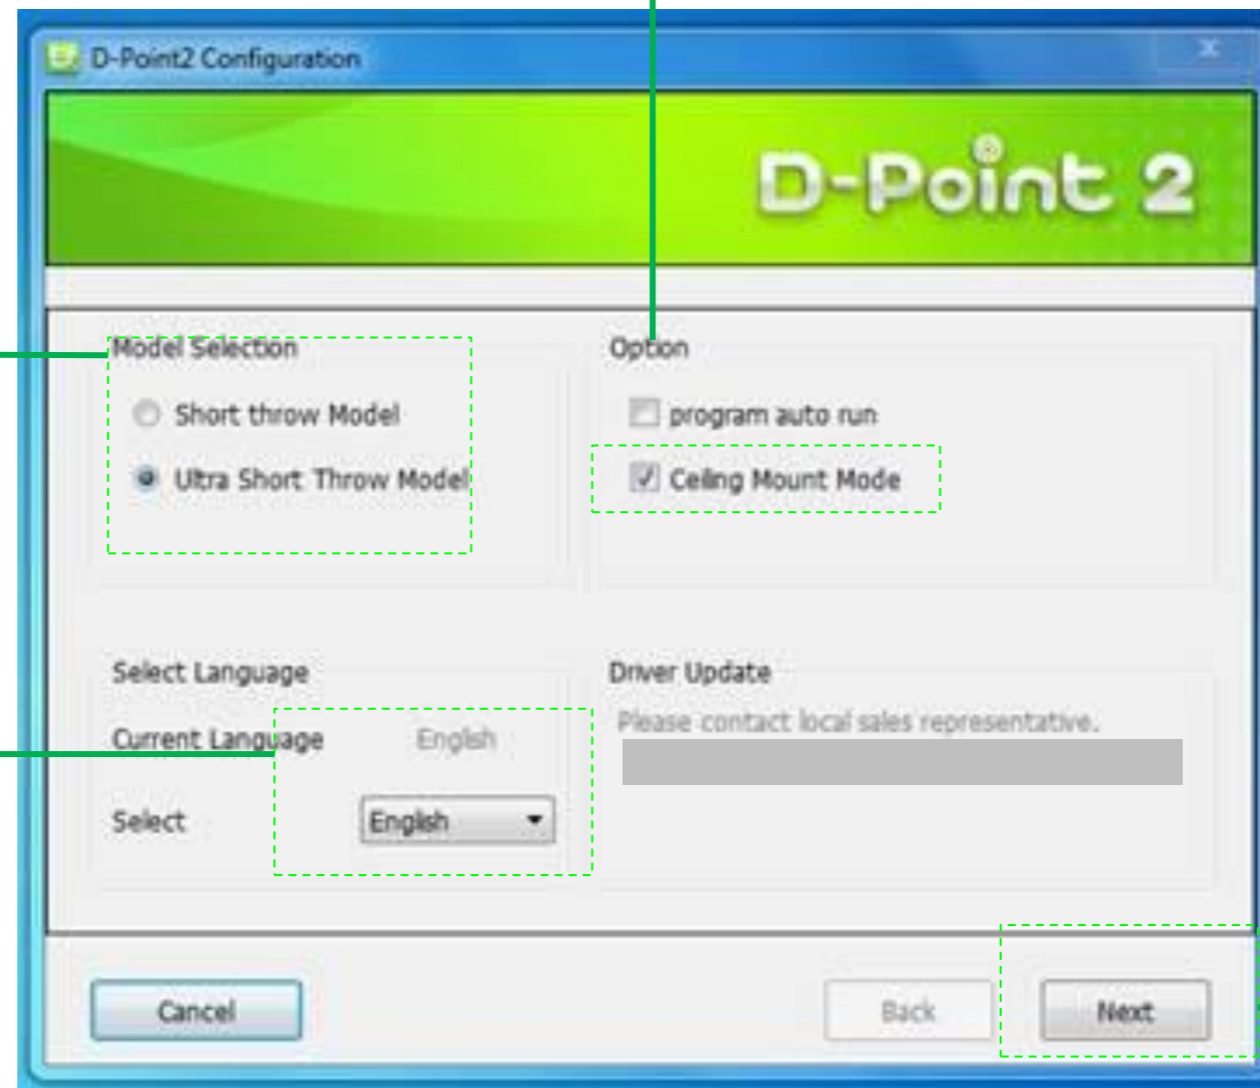 D-Point2 Configuration
D-Point 2
Model Selection
Short throw Model
Ultra Short Throw Model
Option
program auto run
Ceiling Mount Mode
Select Language
Current Language English
Select English
Driver Update
Please contact local sales representative.
Cancel
Back
Next